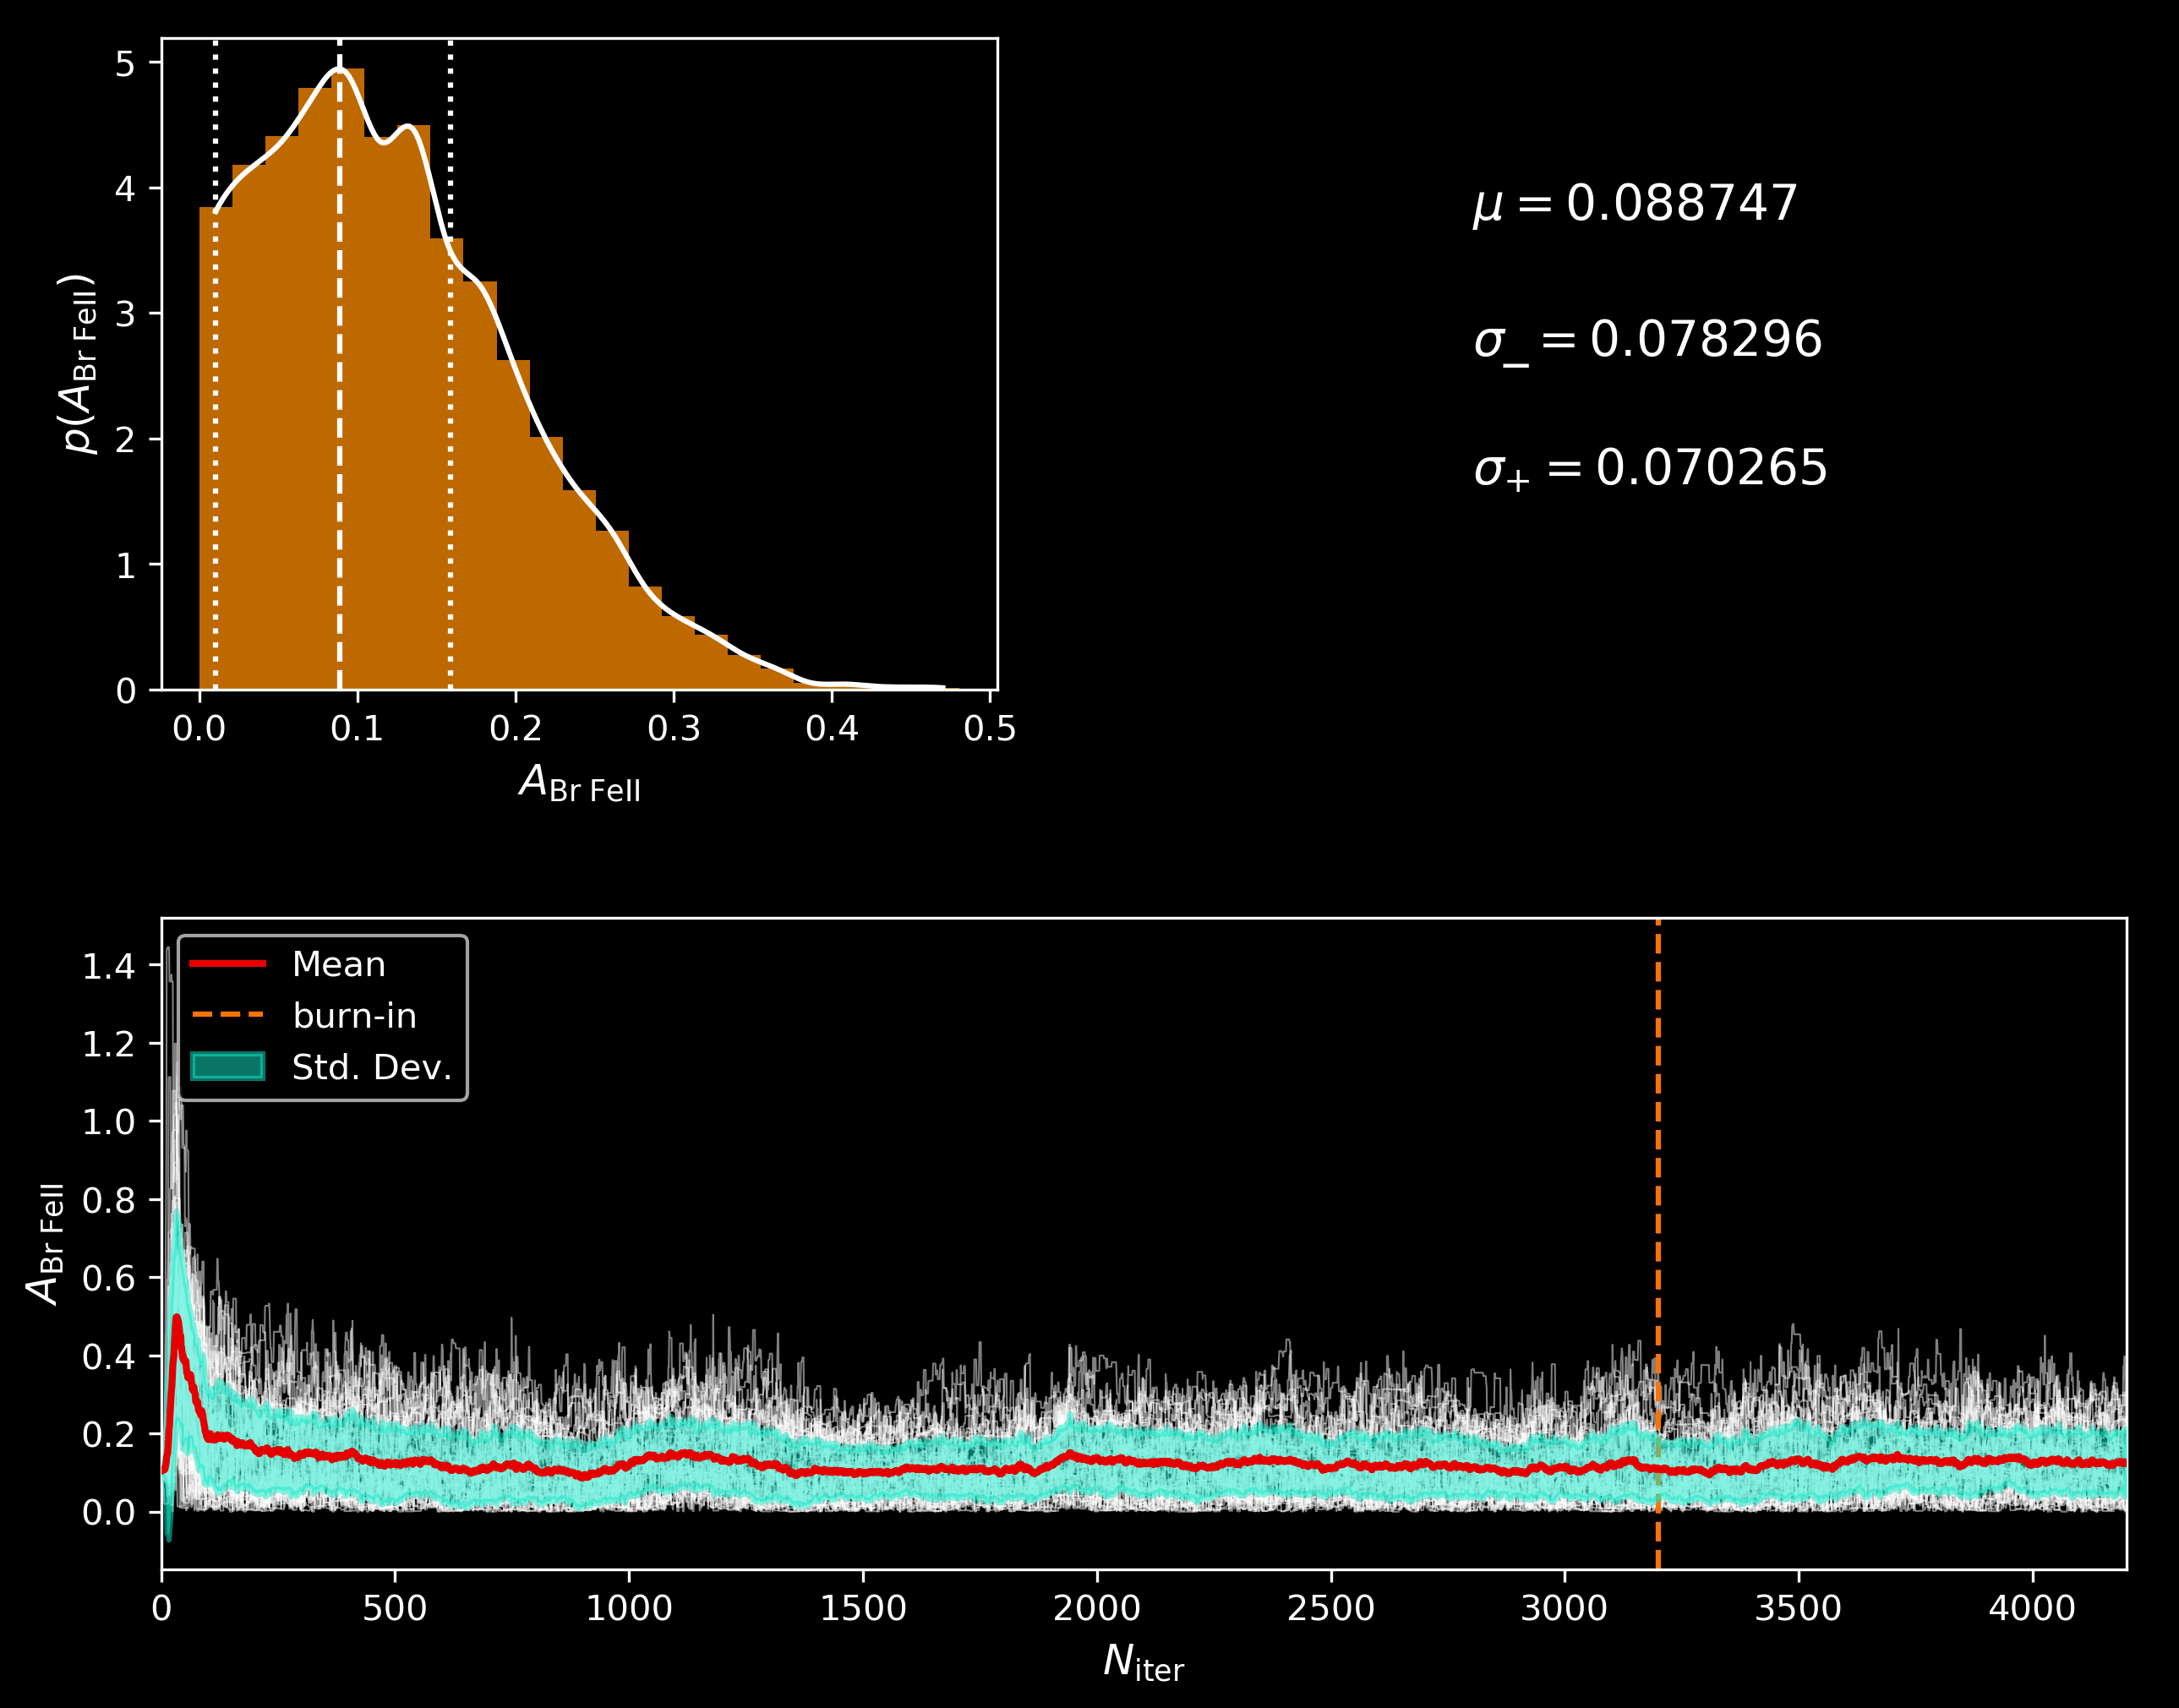 5
4
3
2
1
0
p(A_Br FeII)
0.0 0.1 0.2 0.3 0.4 0.5
A_Br FeII
μ = 0.088747
σ_− = 0.078296
σ_+ = 0.070265
Mean
burn-in
Std. Dev.
1.4
1.2
1.0
0.8
0.6
0.4
0.2
0.0
A_Br FeII
0 500 1000 1500 2000 2500 3000 3500 4000
N_iter